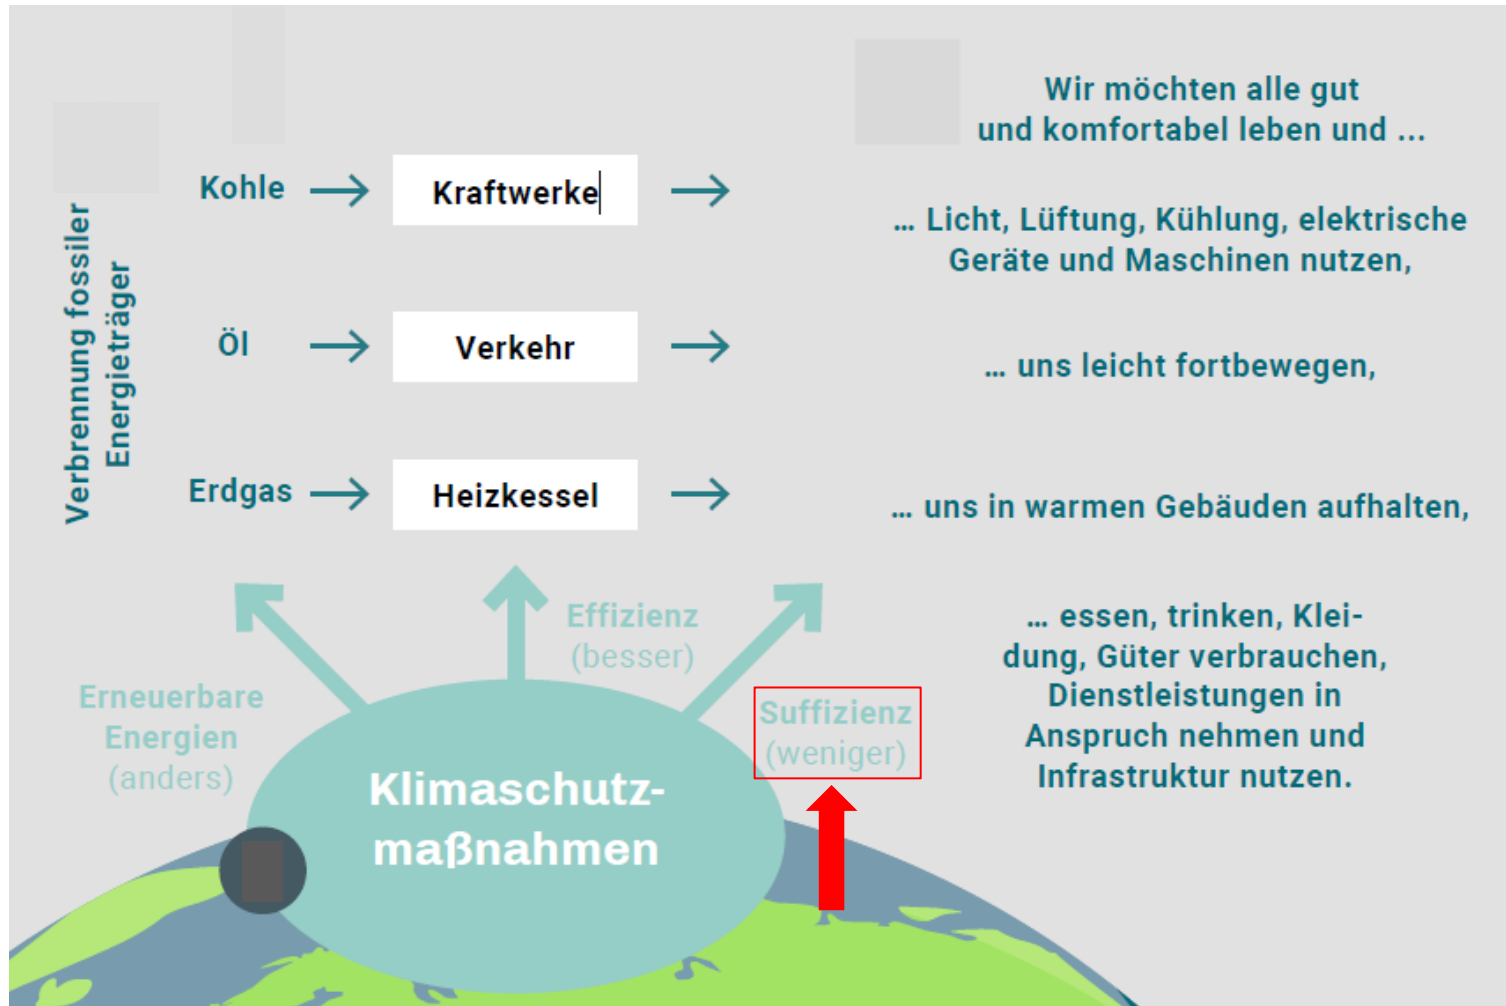 Wir möchten alle gut
und komfortabel leben und ...
Verbrennung fossiler
Energieträger
Kohle
Kraftwerke
... Licht, Lüftung, Kühlung, elektrische
Geräte und Maschinen nutzen,
Öl
Verkehr
... uns leicht fortbewegen,
Erdgas
Heizkessel
... uns in warmen Gebäuden aufhalten,
Erneuerbare
Energien
(anders)
Effizienz
(besser)
Suffizienz
(weniger)
... essen, trinken, Klei-
dung, Güter verbrauchen,
Dienstleistungen in
Anspruch nehmen und
Infrastruktur nutzen.
Klimaschutz-
maßnahmen